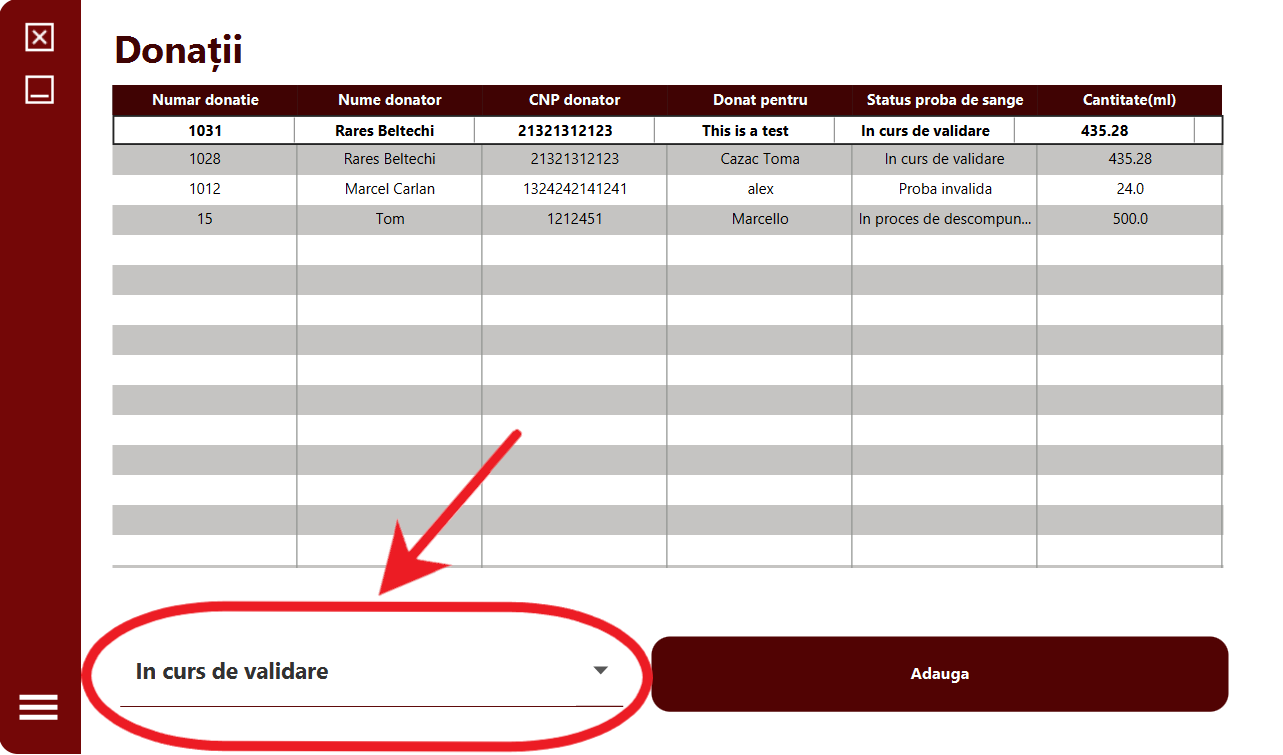 Donații
Numar donatie Nume donator CNP donator Donat pentru Status proba de sange Cantitate(ml)
1031 Rares Beltechi 21321312123 This is a test In curs de validare 435.28
1028 Rares Beltechi 21321312123 Cazac Toma In curs de validare 435.28
1012 Marcel Carlan 1324242141241 alex Proba invalida 24.0
15 Tom 1212451 Marcello In proces de descompun... 500.0
In curs de validare Adauga